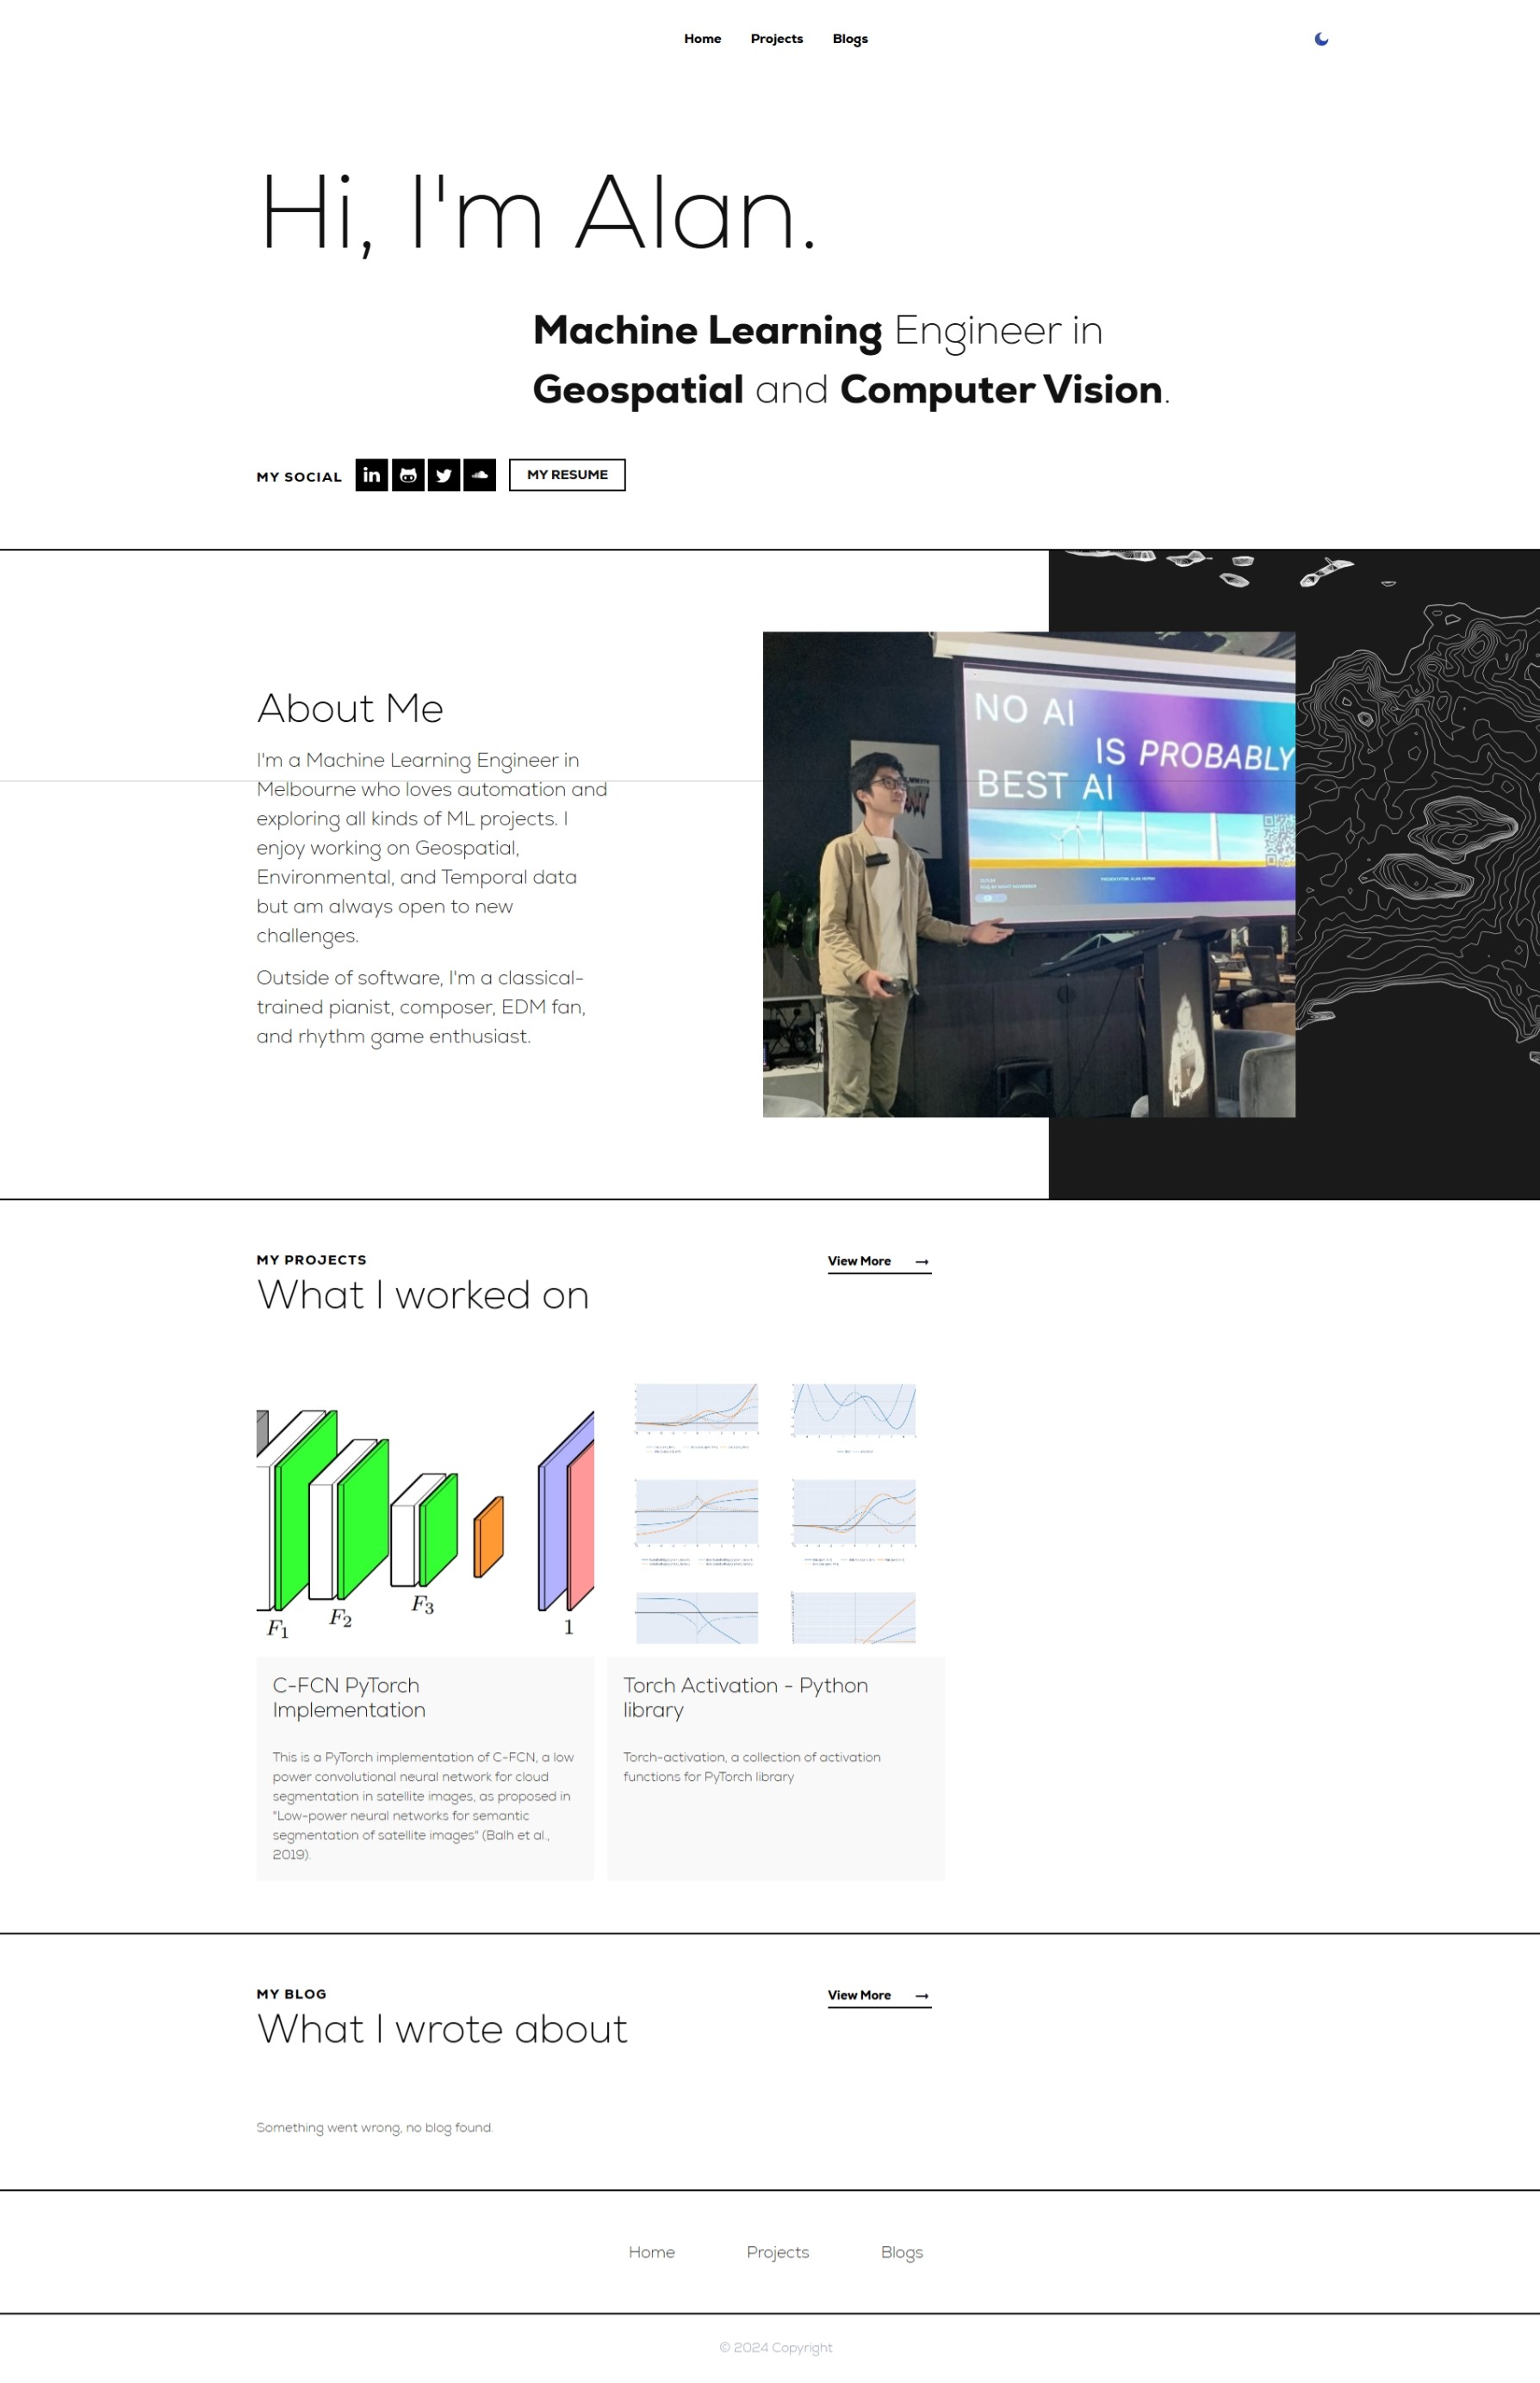 Home Projects Blogs
Hi, I'm Alan.
Machine Learning Engineer in
Geospatial and Computer Vision.
MY SOCIAL in MY RESUME
About Me
I'm a Machine Learning Engineer in
Melbourne who loves automation and
exploring all kinds of ML projects. I
enjoy working on Geospatial,
Environmental, and Temporal data
but am always open to new
challenges.
Outside of software, I'm a classical-
trained pianist, composer, EDM fan,
and rhythm game enthusiast.
NO AI
IS PROBABLY
BEST AI
MY PROJECTS
What I worked on
View More →
F1
F2
F3
1
C-FCN PyTorch
Implementation
This is a PyTorch implementation of C-FCN, a low
power convolutional neural network for cloud
segmentation in satellite images, as proposed in
"Low-power neural networks for semantic
segmentation of satellite images" (Balh et al.,
2019).
Torch Activation - Python
library
Torch-activation, a collection of activation
functions for PyTorch library
MY BLOG
What I wrote about
View More →
Something went wrong, no blog found.
Home Projects Blogs
© 2024 Copyright